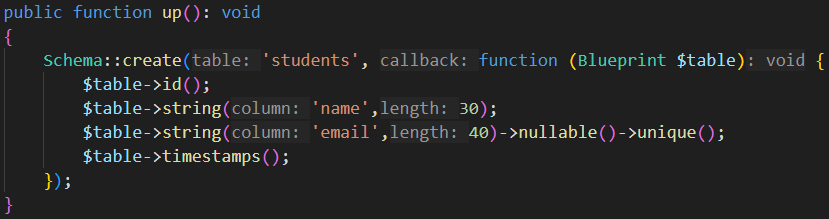 public function up(): void
{
    Schema::create(table: 'students', callback: function (Blueprint $table): void {
        $table->id();
        $table->string(column: 'name',length: 30);
        $table->string(column: 'email',length: 40)->nullable()->unique();
        $table->timestamps();
    });
}